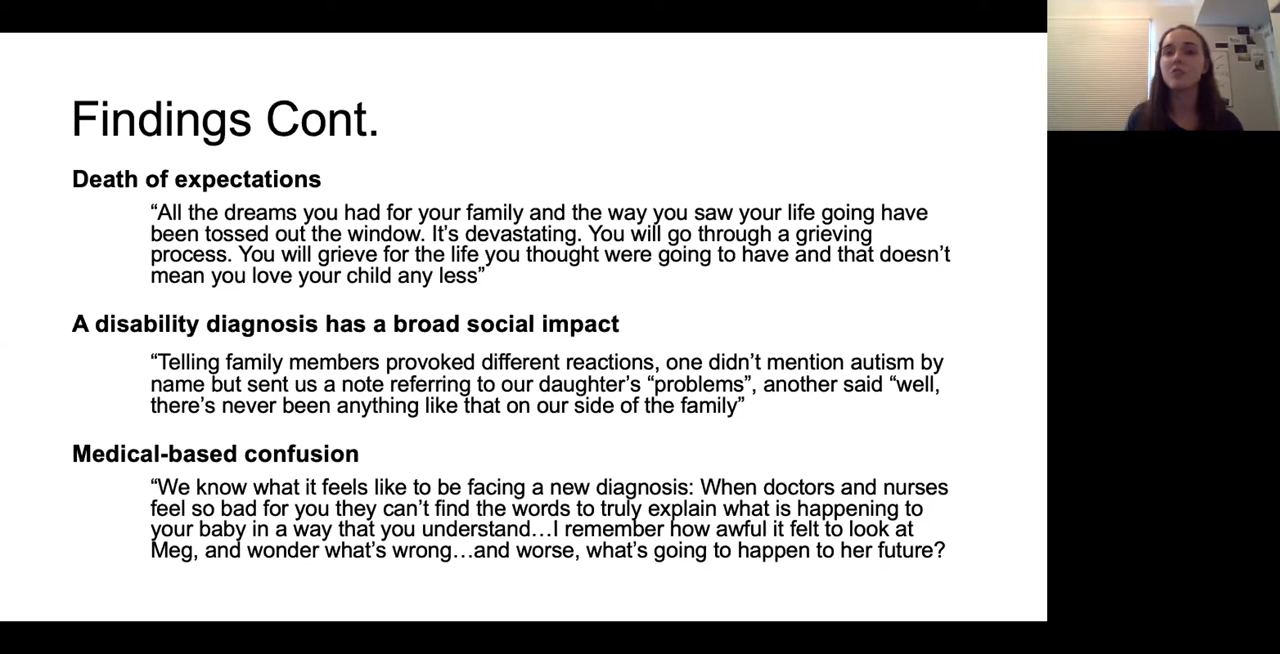 Findings Cont.
Death of expectations
“All the dreams you had for your family and the way you saw your life going have
been tossed out the window. It’s devastating. You will go through a grieving
process. You will grieve for the life you thought were going to have and that doesn’t
mean you love your child any less”
A disability diagnosis has a broad social impact
“Telling family members provoked different reactions, one didn’t mention autism by
name but sent us a note referring to our daughter’s “problems”, another said “well,
there’s never been anything like that on our side of the family”
Medical-based confusion
“We know what it feels like to be facing a new diagnosis: When doctors and nurses
feel so bad for you they can’t find the words to truly explain what is happening to
your baby in a way that you understand…I remember how awful it felt to look at
Meg, and wonder what’s wrong…and worse, what’s going to happen to her future?